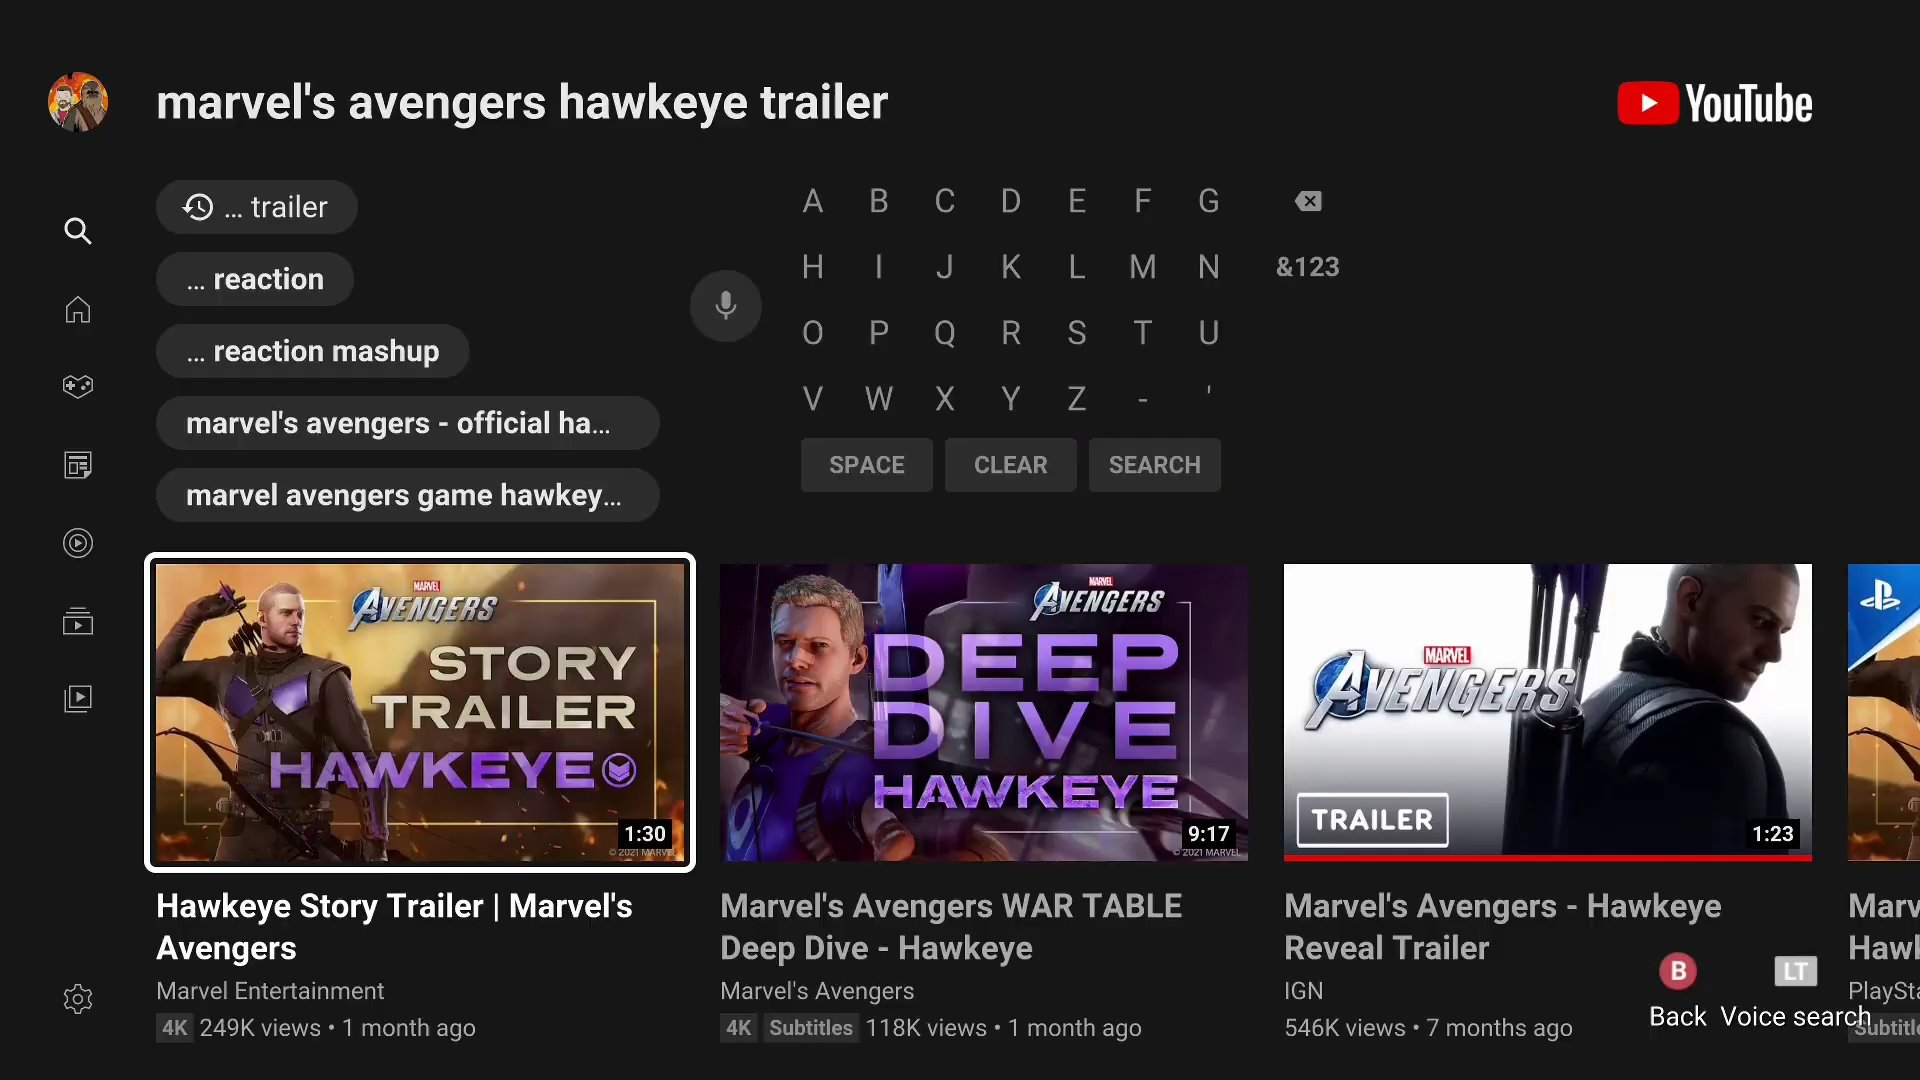 marvel's avengers hawkeye trailer
YouTube
... trailer
... reaction
... reaction mashup
marvel's avengers - official ha...
marvel avengers game hawkey...
A B C D E F G
H I J K L M N &123
O P Q R S T U
V W X Y Z - '
SPACE CLEAR SEARCH
MARVEL
AVENGERS
STORY
TRAILER
HAWKEYE
1:30
© 2021 MARVEL
Hawkeye Story Trailer | Marvel's
Avengers
Marvel Entertainment
4K 249K views • 1 month ago
MARVEL
AVENGERS
DEEP
DIVE
HAWKEYE
9:17
© 2021 MARVEL
Marvel's Avengers WAR TABLE
Deep Dive - Hawkeye
Marvel's Avengers
4K Subtitles 118K views • 1 month ago
MARVEL
AVENGERS
TRAILER
1:23
Marvel's Avengers - Hawkeye
Reveal Trailer
IGN
546K views • 7 months ago
Marv
Hawk
PlaySta
Subtitle
B LT
Back Voice search